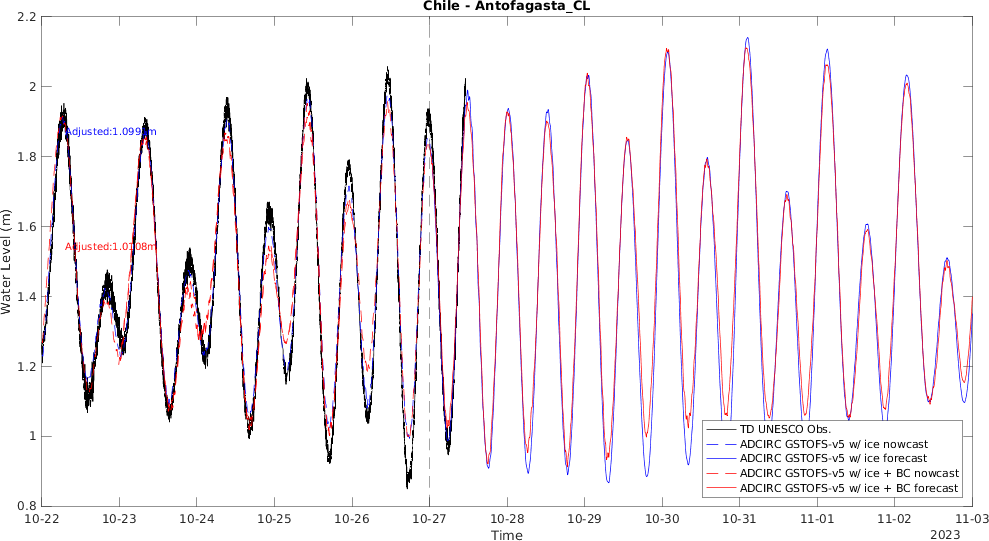 Chile - Antofagasta_CL
Water Level (m)
2.2
2
1.8
1.6
1.4
1.2
1
0.8
Adjusted:1.0108m
TD UNESCO Obs.
ADCIRC GSTOFS-v5 w/ ice nowcast
ADCIRC GSTOFS-v5 w/ ice forecast
ADCIRC GSTOFS-v5 w/ ice + BC nowcast
ADCIRC GSTOFS-v5 w/ ice + BC forecast
10-22 10-23 10-24 10-25 10-26 10-27 10-28 10-29 10-30 10-31 11-01 11-02 11-03
Time
2023